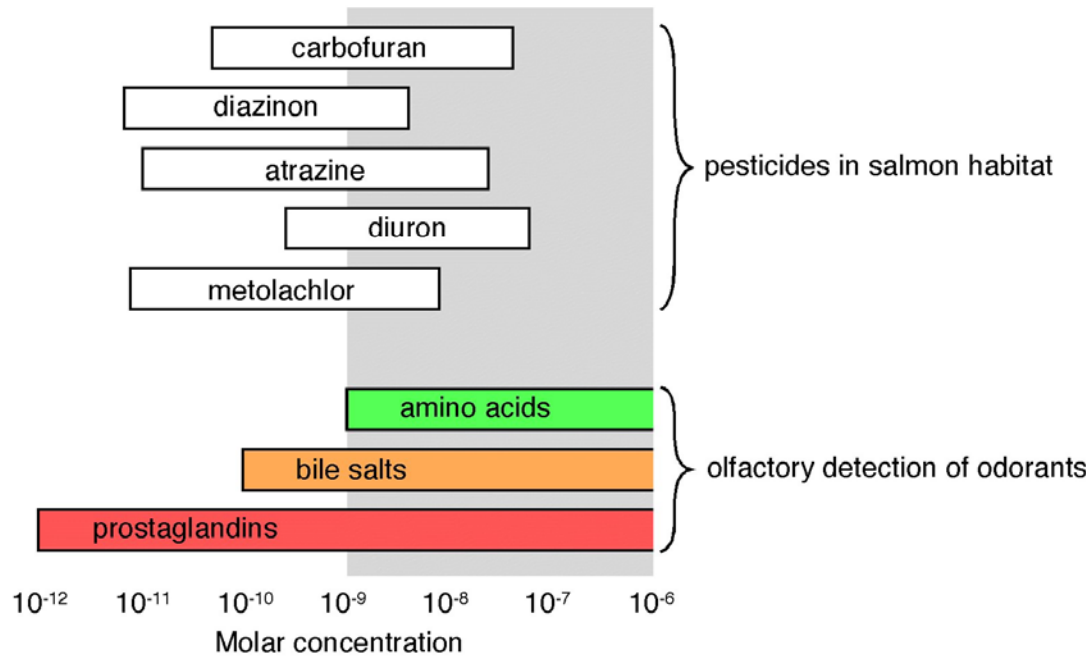 carbofuran
diazinon
atrazine
diuron
metolachlor
pesticides in salmon habitat
amino acids
bile salts
prostaglandins
olfactory detection of odorants
10⁻¹² 10⁻¹¹ 10⁻¹⁰ 10⁻⁹ 10⁻⁸ 10⁻⁷ 10⁻⁶
Molar concentration